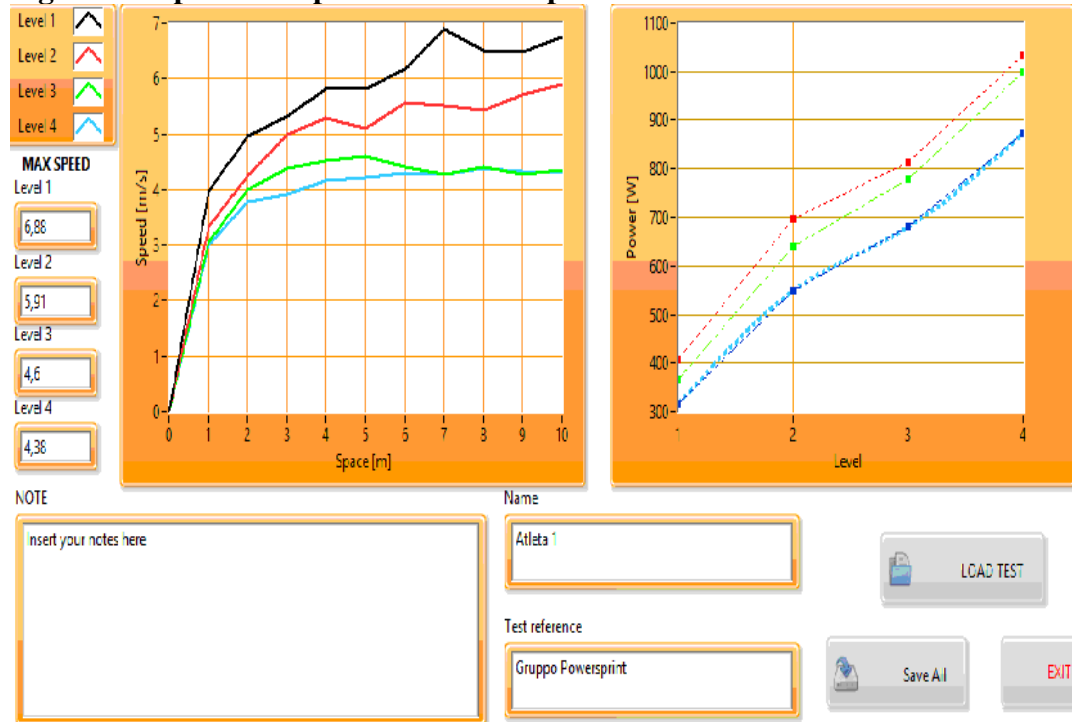 Level 1
Level 2
Level 3
Level 4
MAX SPEED
Level 1
6,88
Level 2
5,91
Level 3
4,6
Level 4
4,38
Speed [m/s]
7
6
5
4
3
2
1
0
0 1 2 3 4 5 6 7 8 9 10
Space [m]
Power [W]
1100
1000
900
800
700
600
500
400
300
1 2 3 4
Level
NOTE
Insert your notes here
Name
Atleta 1
Test reference
Gruppo Powersprint
LOAD TEST
Save All
EXIT